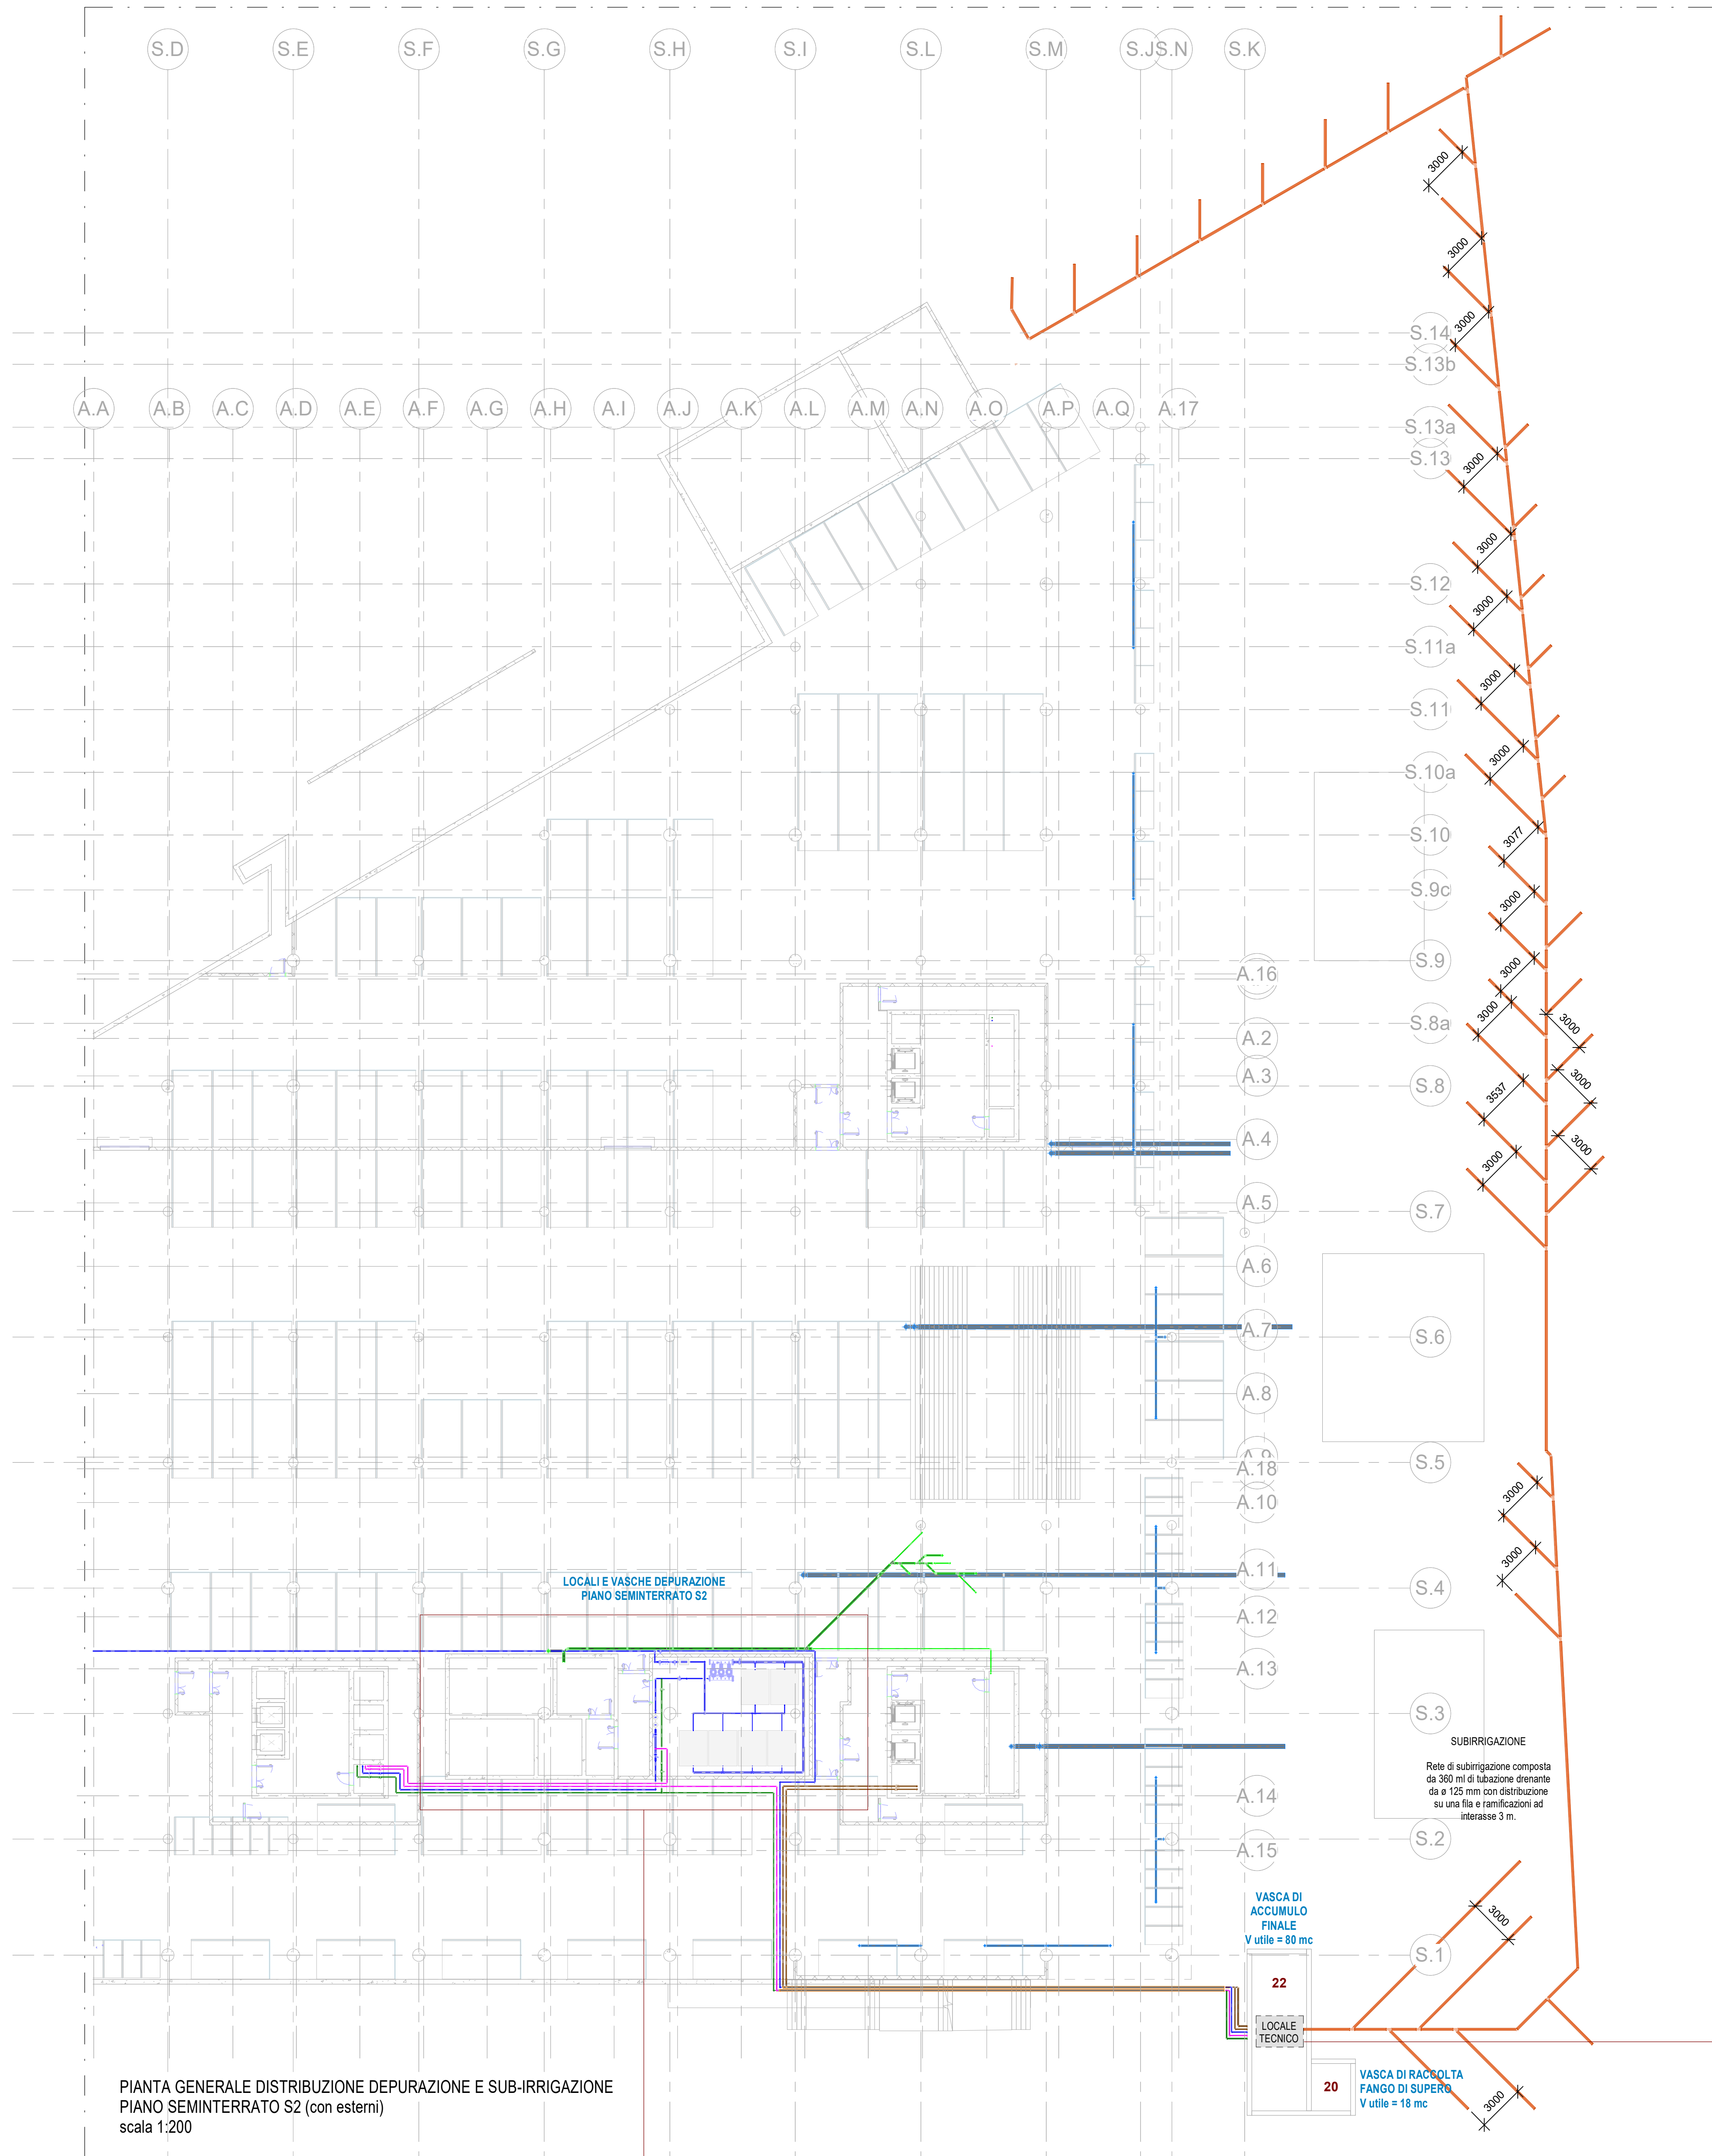 S.D
S.E
S.F
S.G
S.H
S.I
S.L
S.M
S.J
S.N
S.K
3000
3000
3000
S.14
S.13b
A.A
A.B
A.C
A.D
A.E
A.F
A.G
A.H
A.I
A.J
A.K
A.L
A.M
A.N
A.O
A.P
A.Q
A.17
S.13a
S.13
3000
3000
S.12
3000
S.11a
3000
S.11
3000
S.10a
S.10
3077
S.9c
3000
S.9
A.16
3000
3000
S.8a
3000
A.2
A.3
S.8
3000
3537
A.4
3000
3000
A.5
S.7
A.6
A.7
S.6
A.8
A.9
S.5
A.18
A.10
3000
A.11
3000
S.4
LOCALI E VASCHE DEPURAZIONE
PIANO SEMINTERRATO S2
A.12
A.13
S.3
SUBIRRIGAZIONE
Rete di subirrigazione composta
da 360 ml di tubazione drenante
da ø 125 mm con distribuzione
su una fila e ramificazioni ad
interasse 3 m.
A.14
S.2
A.15
VASCA DI
ACCUMULO
FINALE
V utile = 80 mc
3000
S.1
22
LOCALE
TECNICO
VASCA DI RACCOLTA
FANGO DI SUPERO
V utile = 18 mc
20
3000
PIANTA GENERALE DISTRIBUZIONE DEPURAZIONE E SUB-IRRIGAZIONE
PIANO SEMINTERRATO S2 (con esterni)
scala 1:200